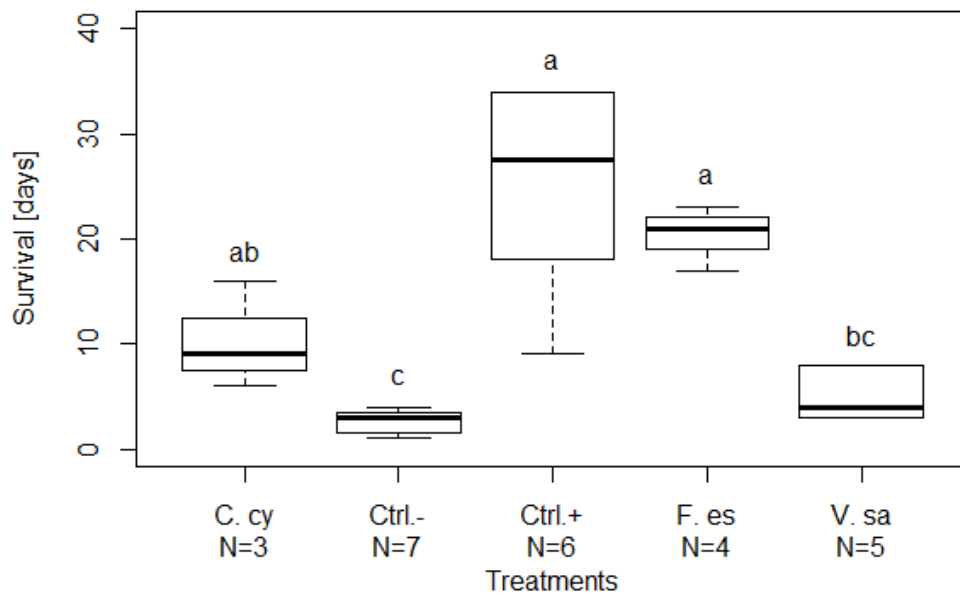 40
30
20
10
0
Survival [days]
ab
c
a
a
bc
C. cy
N=3
Ctrl.-
N=7
Ctrl.+
N=6
F. es
N=4
V. sa
N=5
Treatments